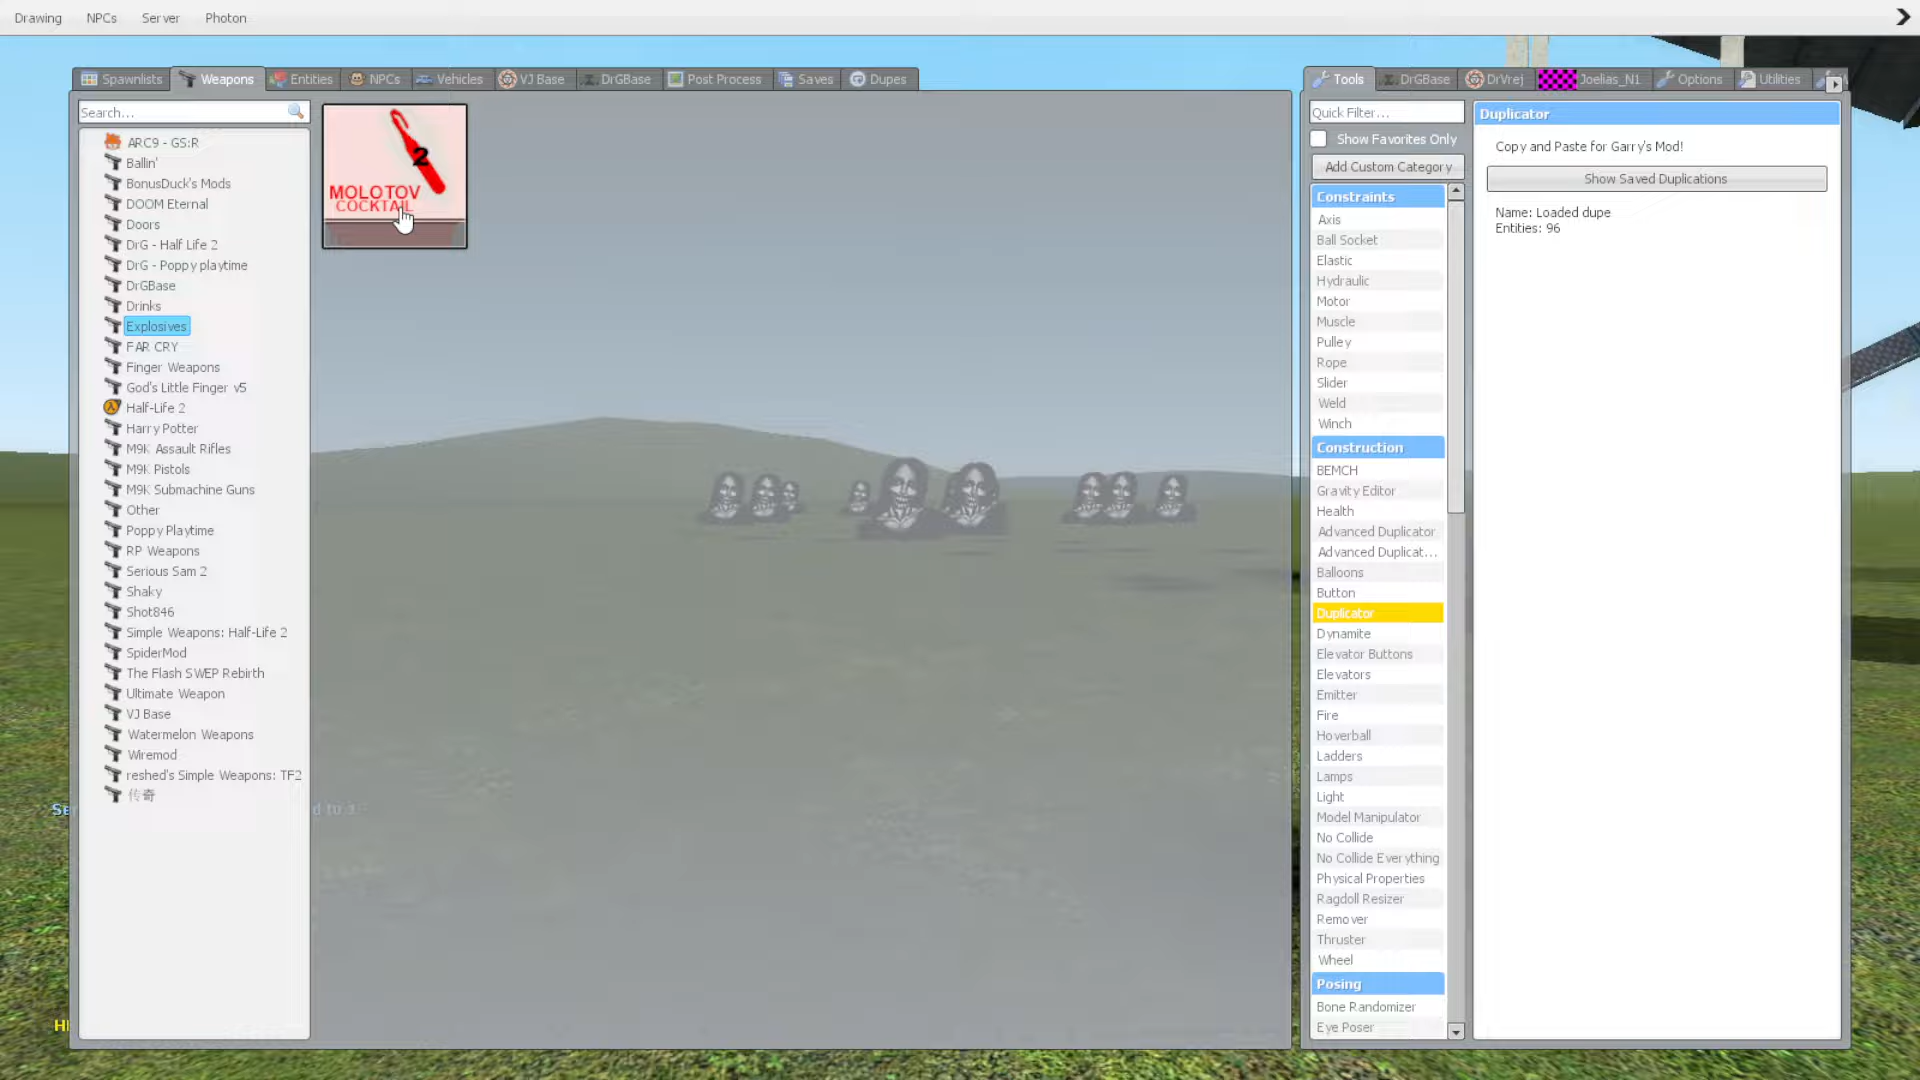 Drawing NPCs Server Photon
Spawnlists Weapons Entities NPCs Vehicles VJ Base DrGBase Post Process Saves Dupes
Search...
ARC9 - GS:R
Ballin'
BonusDuck's Mods
DOOM Eternal
Doors
DrG - Half Life 2
DrG - Poppy playtime
DrGBase
Drinks
Explosives
FAR CRY
Finger Weapons
God's Little Finger v5
Half-Life 2
Harry Potter
M9K Assault Rifles
M9K Pistols
M9K Submachine Guns
Other
Poppy Playtime
RP Weapons
Serious Sam 2
Shaky
Shot846
Simple Weapons: Half-Life 2
SpiderMod
The Flash SWEP Rebirth
Ultimate Weapon
VJ Base
Watermelon Weapons
Wiremod
reshed's Simple Weapons: TF2
传奇
2
MOLOTOV
COCKTAIL
Tools DrGBase DrVrej Joelias_N1 Options Utilities
Quick Filter...
Show Favorites Only
Add Custom Category
Constraints
Axis
Ball Socket
Elastic
Hydraulic
Motor
Muscle
Pulley
Rope
Slider
Weld
Winch
Construction
BEMCH
Gravity Editor
Health
Advanced Duplicator
Advanced Duplicat...
Balloons
Button
Duplicator
Dynamite
Elevator Buttons
Elevators
Emitter
Fire
Hoverball
Ladders
Lamps
Light
Model Manipulator
No Collide
No Collide Everything
Physical Properties
Ragdoll Resizer
Remover
Thruster
Wheel
Posing
Bone Randomizer
Eye Poser
Duplicator
Copy and Paste for Garry's Mod!
Show Saved Duplications
Name: Loaded dupe
Entities: 96